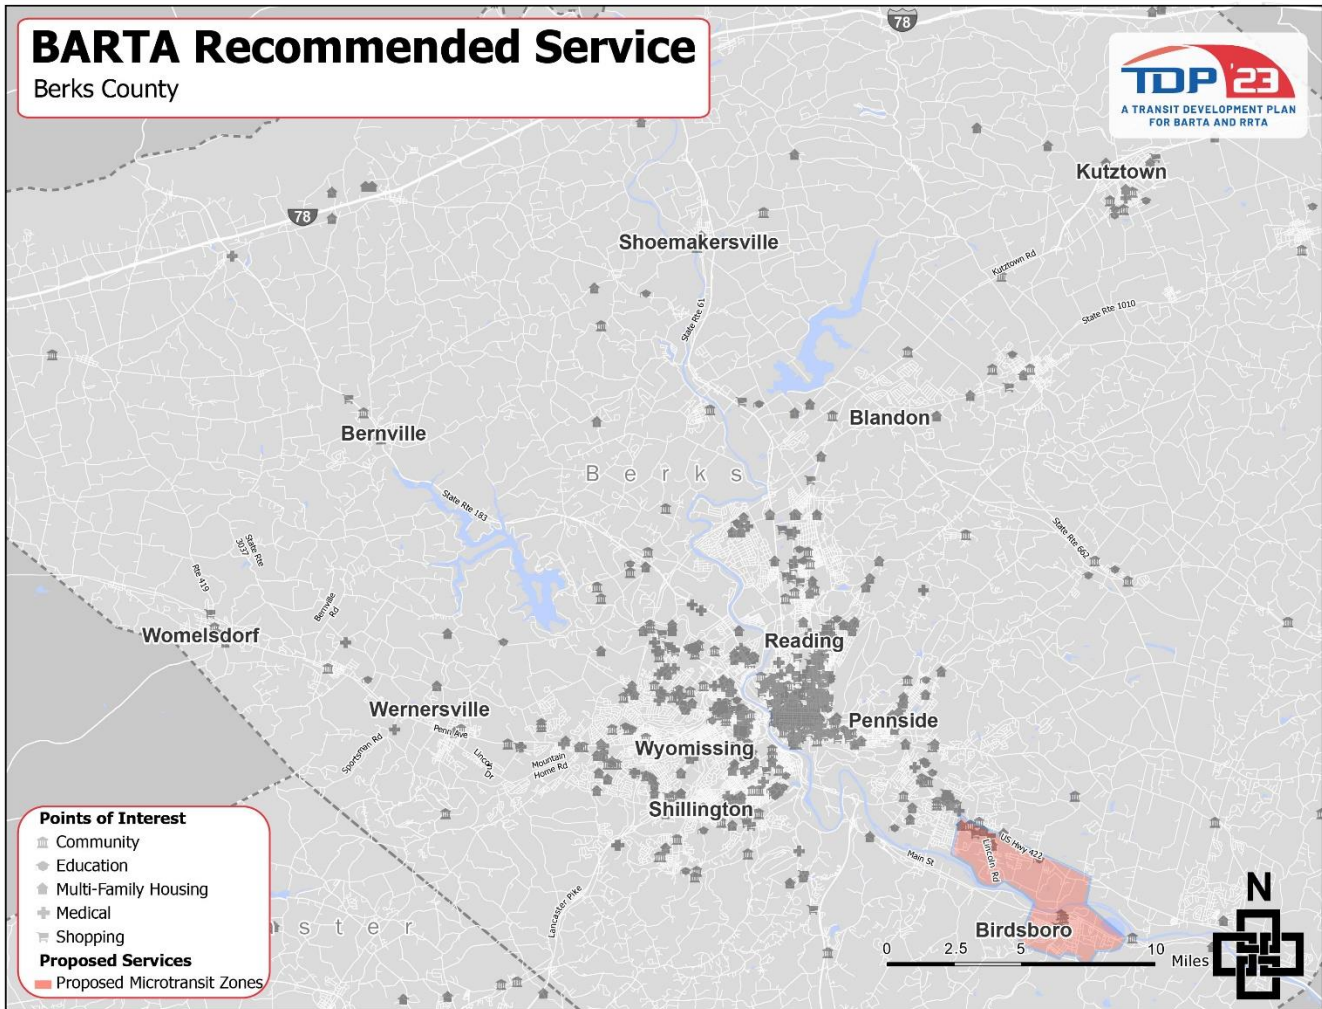 BARTA Recommended Service
Berks County
TDP '23
A TRANSIT DEVELOPMENT PLAN
FOR BARTA AND RRTA
78
78
Kutztown
Shoemakersville
Kutztown Rd
State Rte 61
State Rte 1010
Blandon
Bernville
Berks
State Rte 183
State Rte 662
State Rte 3037
Rte 419
Bernville Rd
Womelsdorf
Reading
Wernersville
Pennside
Penn Ave
Sportsman Rd
Lincoln Dr
Mountain Home Rd
Wyomissing
Shillington
US Hwy 422
Lincoln Rd
Main St
Lancaster Pike
Birdsboro
ster
Points of Interest
Community
Education
Multi-Family Housing
Medical
Shopping
Proposed Services
Proposed Microtransit Zones
0 2.5 5 10
Miles
N